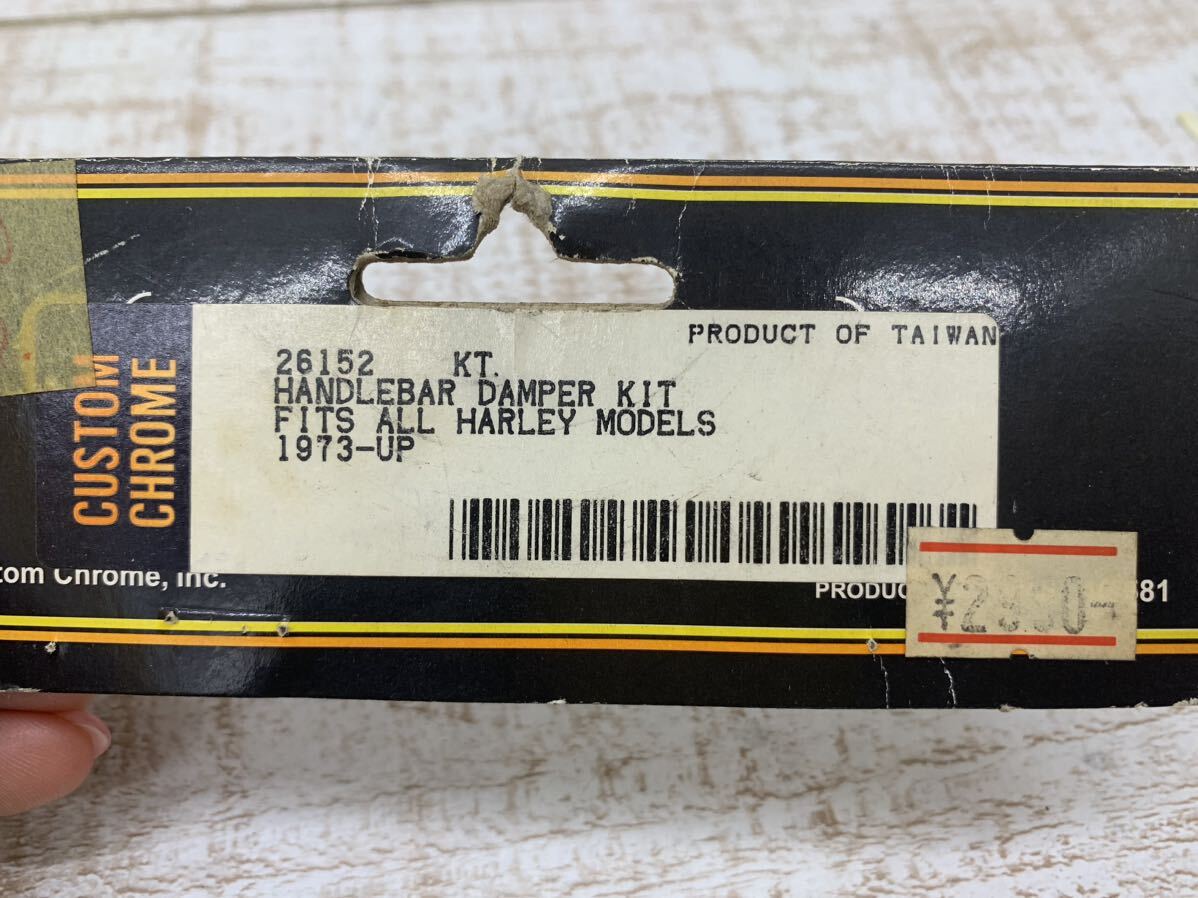 PRODUCT OF TAIWAN
26152 KT.
HANDLEBAR DAMPER KIT
FITS ALL HARLEY MODELS
1973-UP
CUSTOM
CHROME
tom Chrome, Inc.
PRODUC
581